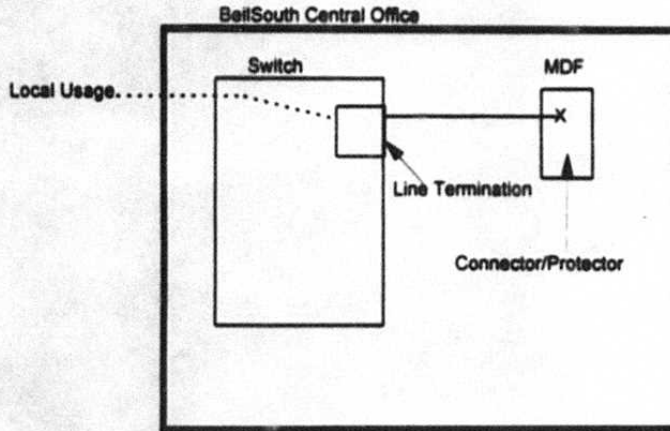 BellSouth Central Office
Switch
MDF
Local Usage
X
Line Termination
Connector/Protector